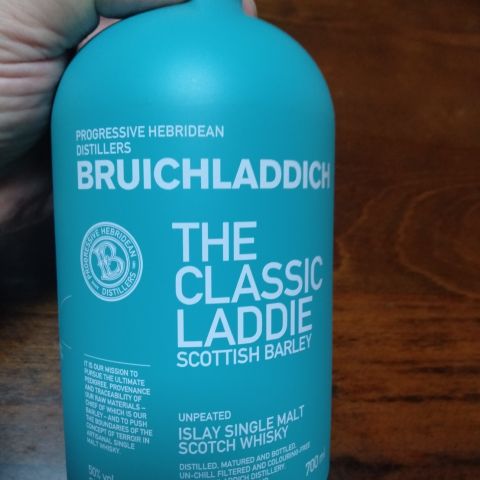 PROGRESSIVE HEBRIDEAN
DISTILLERS
BRUICHLADDICH
PROGRESSIVE HEBRIDEAN
DISTILLERS
B
THE
CLASSIC
LADDIE
SCOTTISH BARLEY
IT IS OUR MISSION TO
PURSUE THE ULTIMATE
PEDIGREE, PROVENANCE
AND TRACEABILITY OF
OUR RAW MATERIALS –
CHIEF OF WHICH IS OUR
BARLEY – AND TO PUSH
THE BOUNDARIES OF THE
CONCEPT OF TERROIR IN
ARTISANAL SINGLE
MALT WHISKY.
UNPEATED
ISLAY SINGLE MALT
SCOTCH WHISKY
DISTILLED, MATURED AND BOTTLED,
UN-CHILL FILTERED AND COLOURING-FREE
DISTILLERY.
50% vol
700 ml